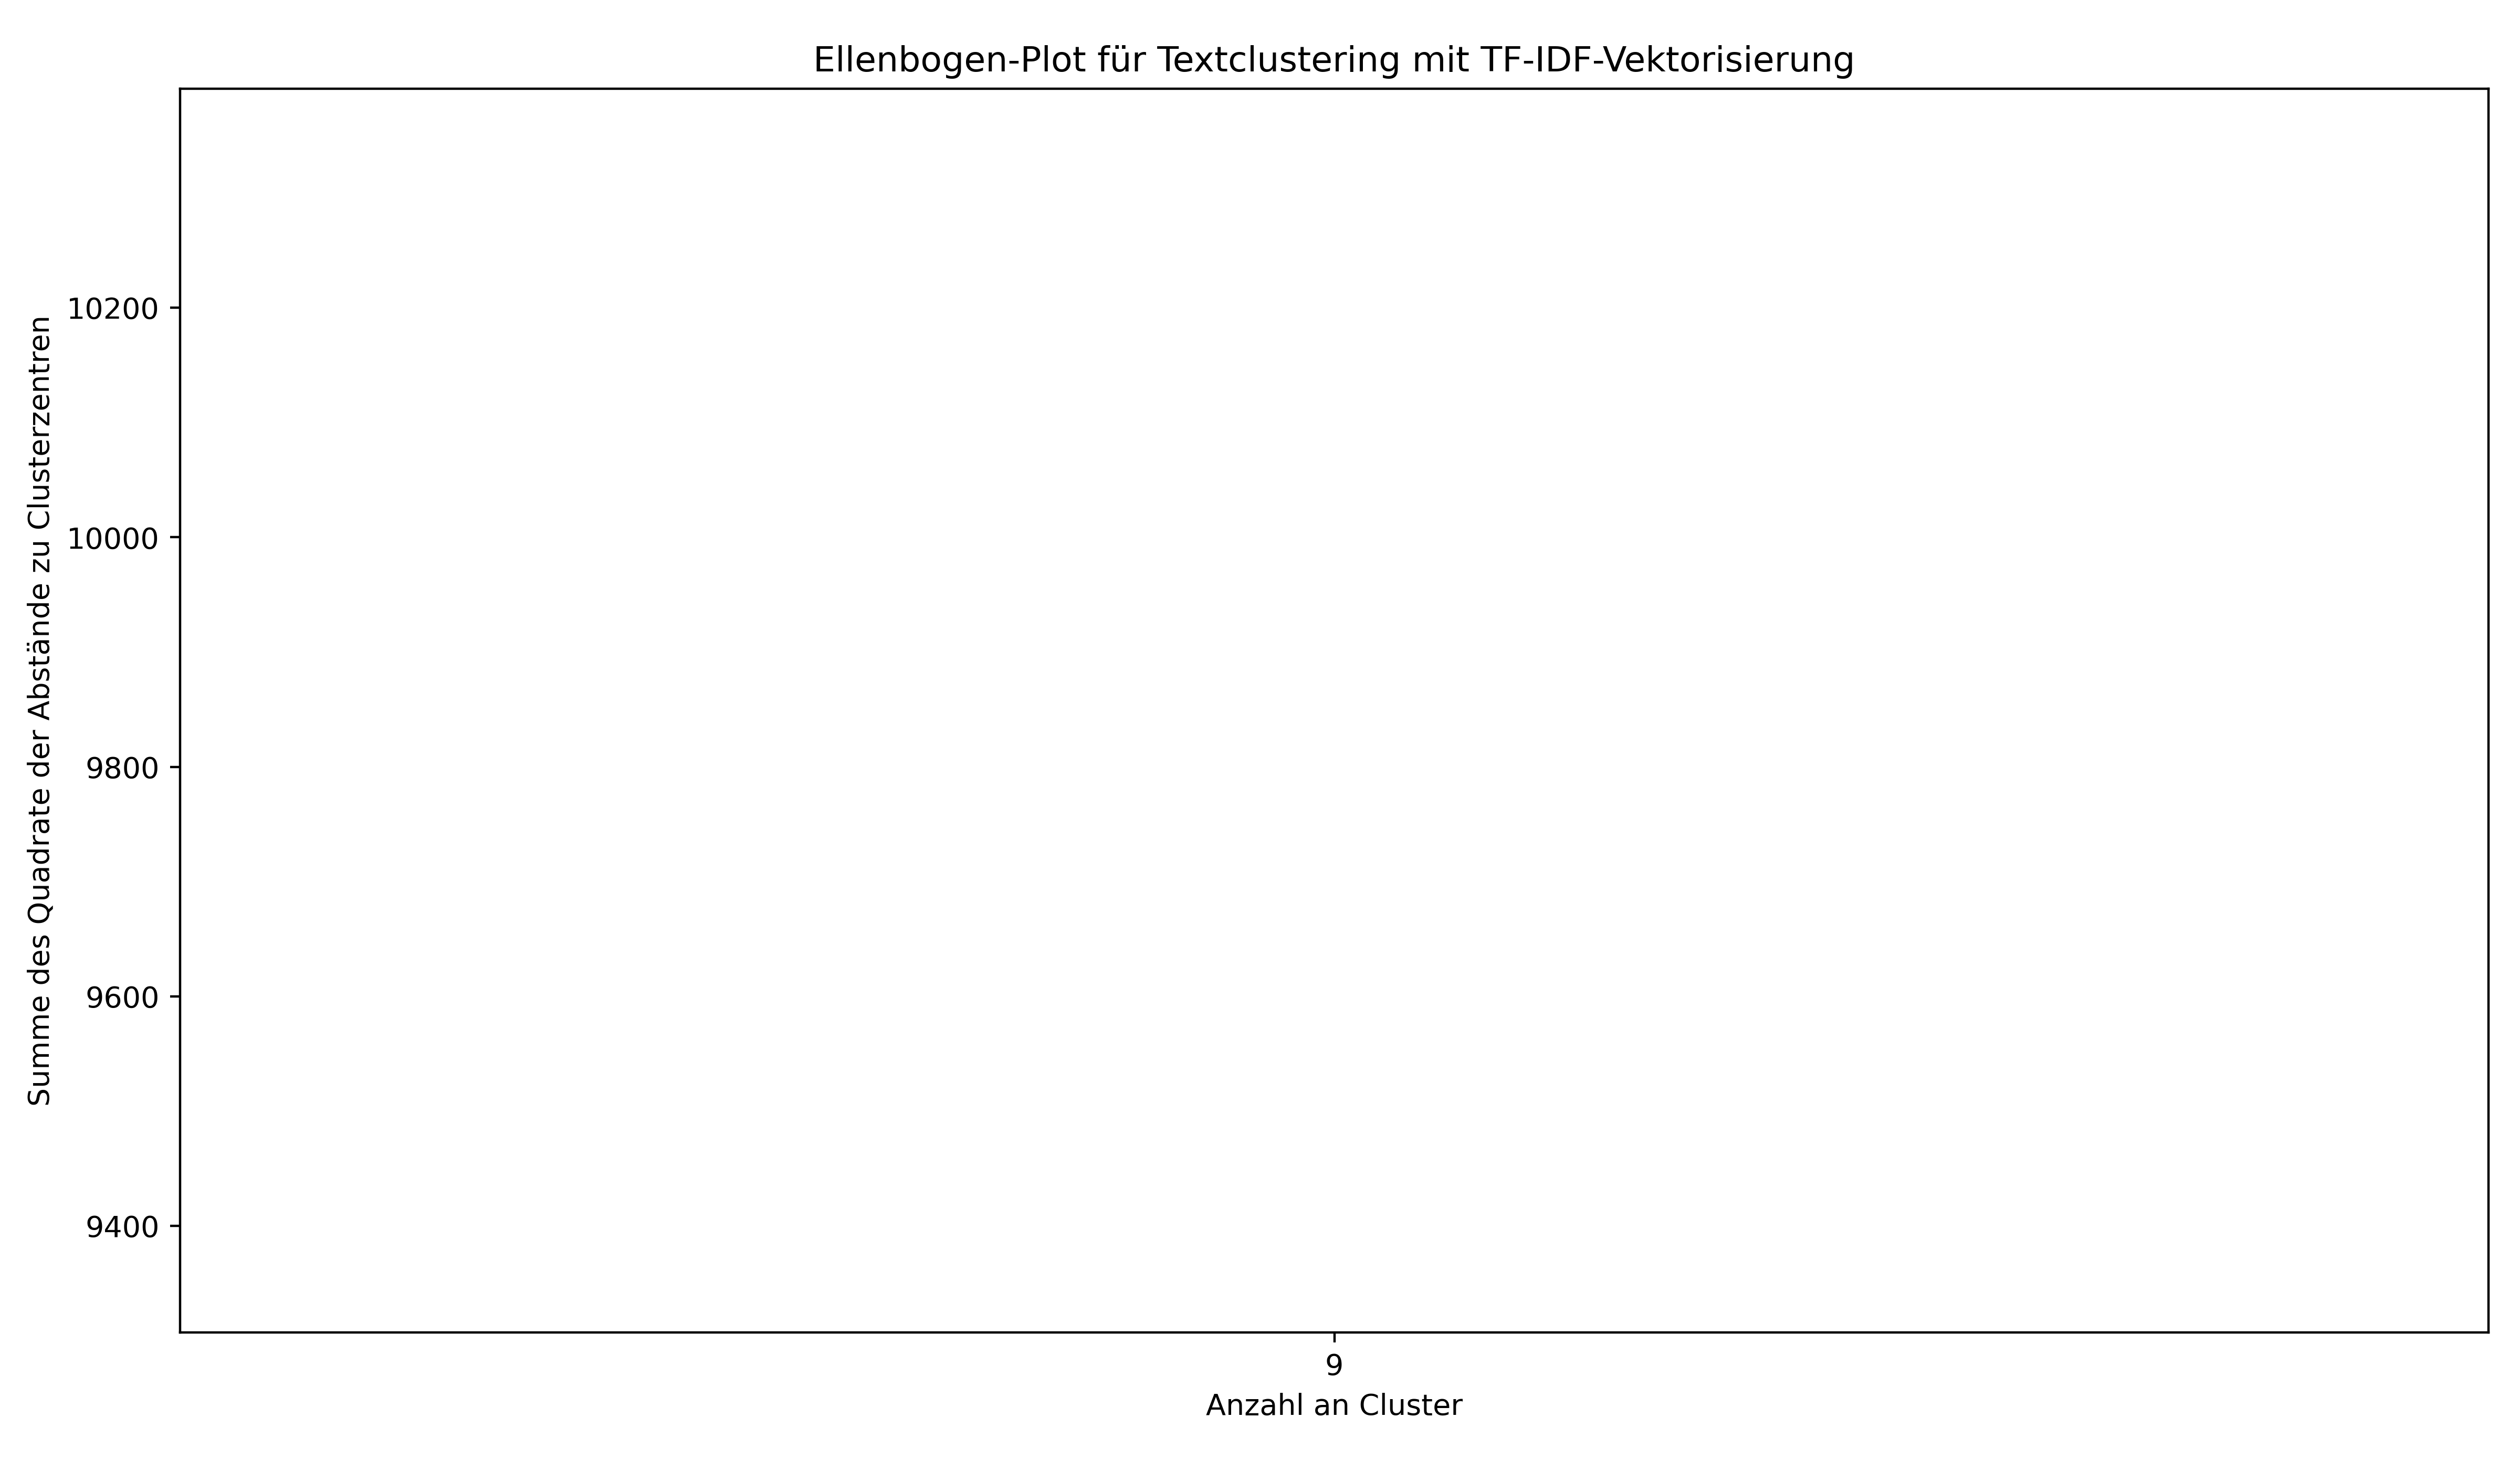 Ellenbogen-Plot für Textclustering mit TF-IDF-Vektorisierung
Summe des Quadrate der Abstände zu Clusterzentren
10200
10000
9800
9600
9400
9
Anzahl an Cluster